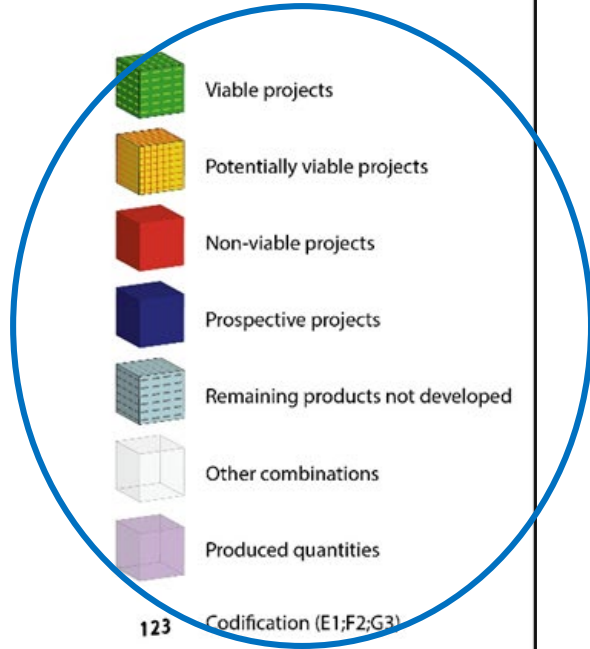 Viable projects
Potentially viable projects
Non-viable projects
Prospective projects
Remaining products not developed
Other combinations
Produced quantities
123 Codification (E1;F2;G3)